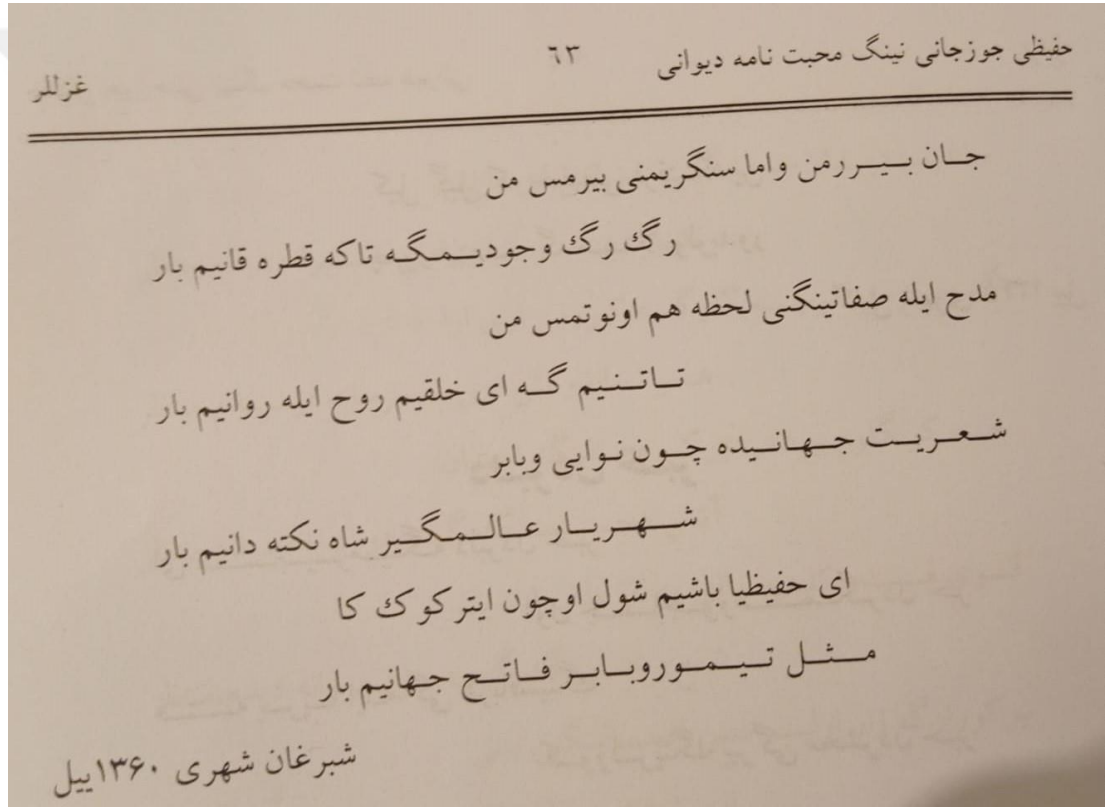 حفیظی جوزجانی نینگ محبت نامه دیوانی ٦٣ غزللر
جان بیررمن واما سنگریمنی بیرمس من
رگ رگ وجودیمگه تاکه قطره قانیم بار
مدح ایله صفاتینگنی لحظه هم اونوتمس من
تاتنیم گه ای خلقیم روح ایله روانیم بار
شعریت جهانیده چون نوایی وبابر
شهریار عالمگیر شاه نکته دانیم بار
ای حفیظیا باشیم شول اوچون ایتر کوک کا
مثل تیموروبابر فاتح جهانیم بار
شبرغان شهری ۱۳۶۰ییل